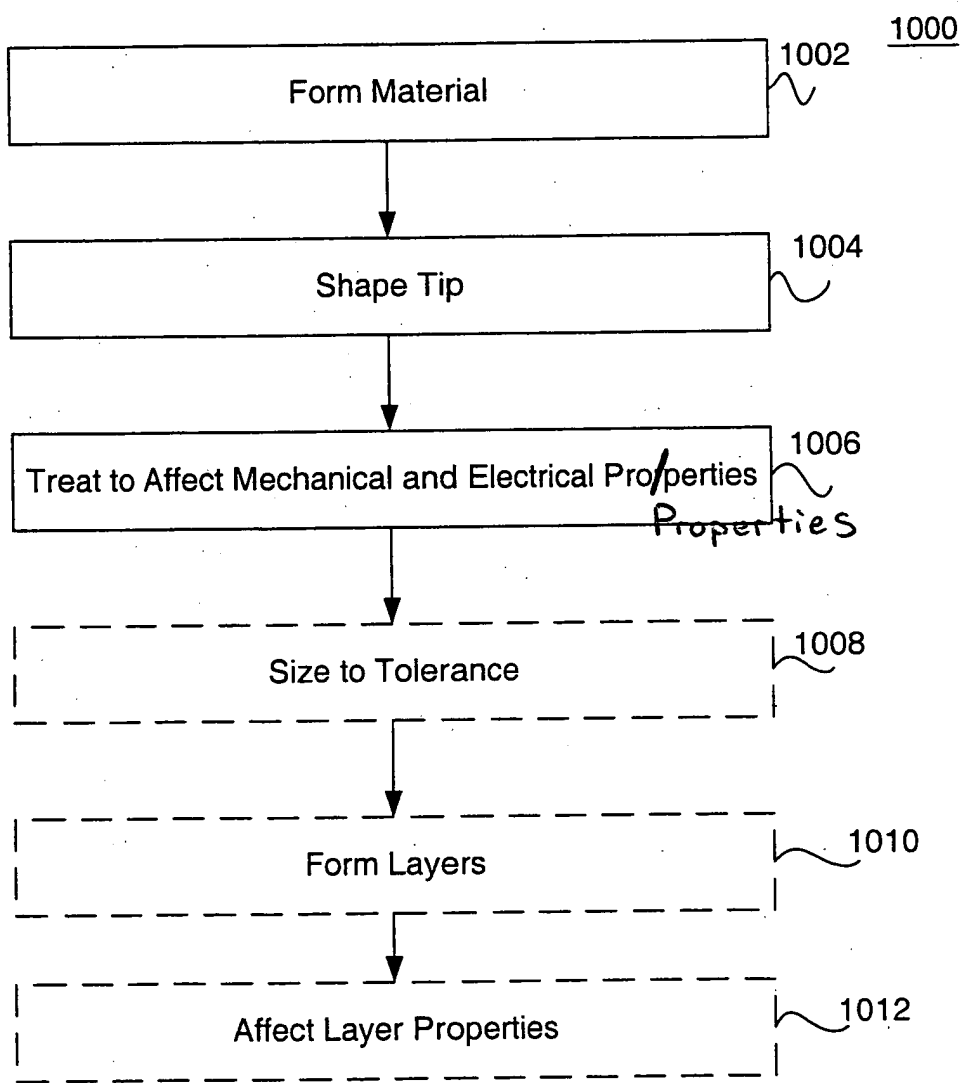 1000
1002
Form Material
1004
Shape Tip
1006
Treat to Affect Mechanical and Electrical Pro/perties
Properties
1008
Size to Tolerance
1010
Form Layers
1012
Affect Layer Properties